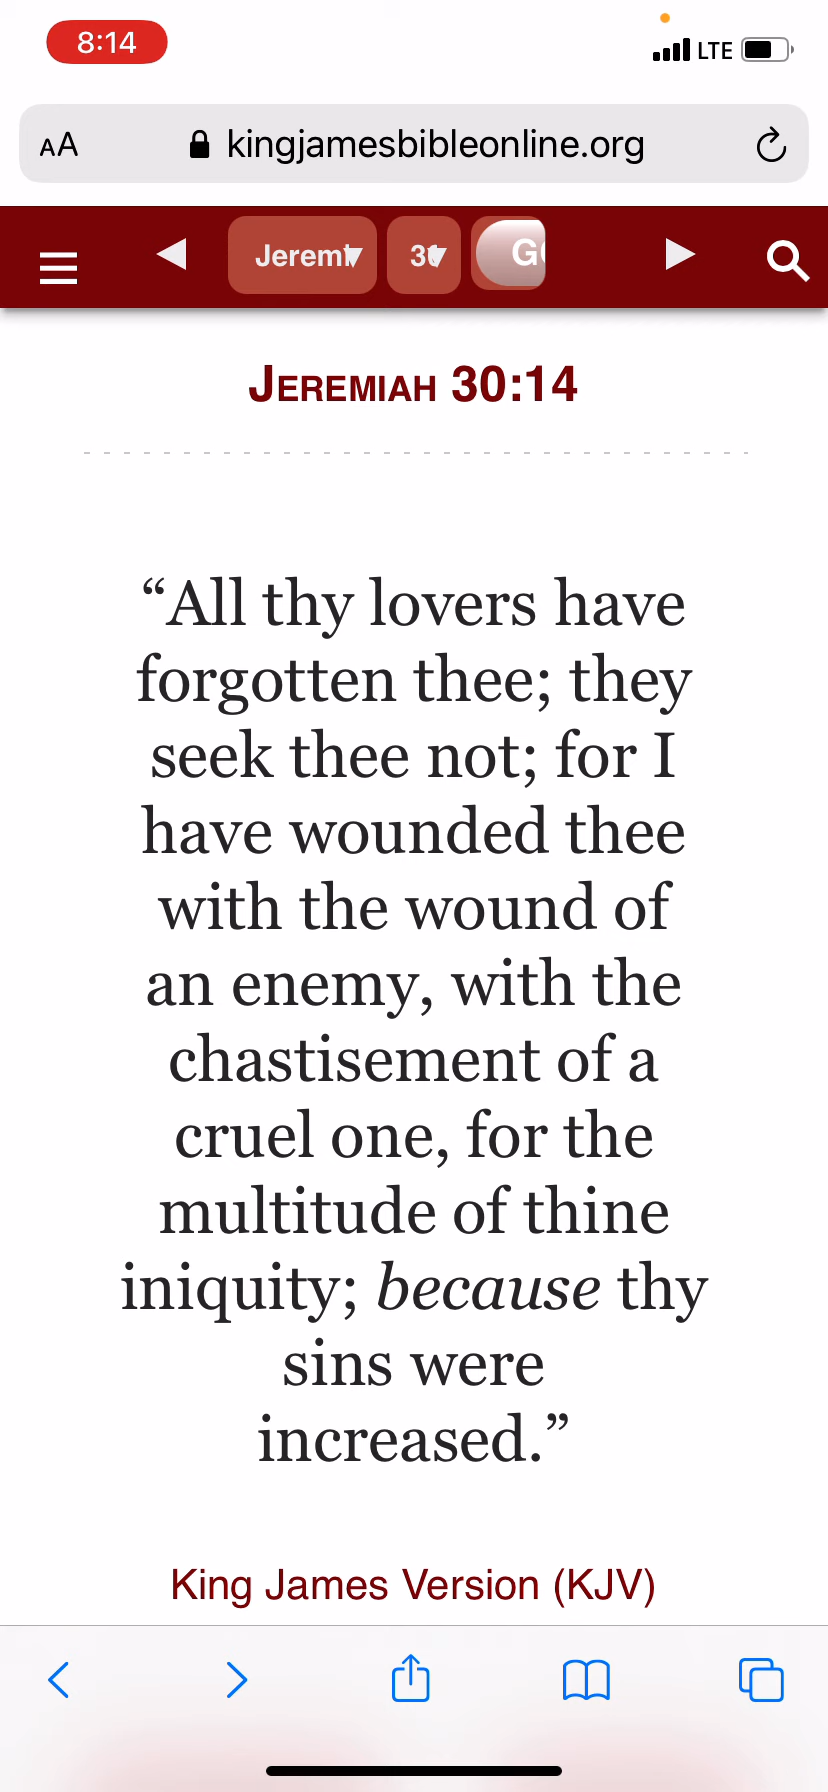 8:14
LTE
AA kingjamesbibleonline.org
Jeremi 30 G
JEREMIAH 30:14
“All thy lovers have
forgotten thee; they
seek thee not; for I
have wounded thee
with the wound of
an enemy, with the
chastisement of a
cruel one, for the
multitude of thine
iniquity; because thy
sins were
increased.”
King James Version (KJV)